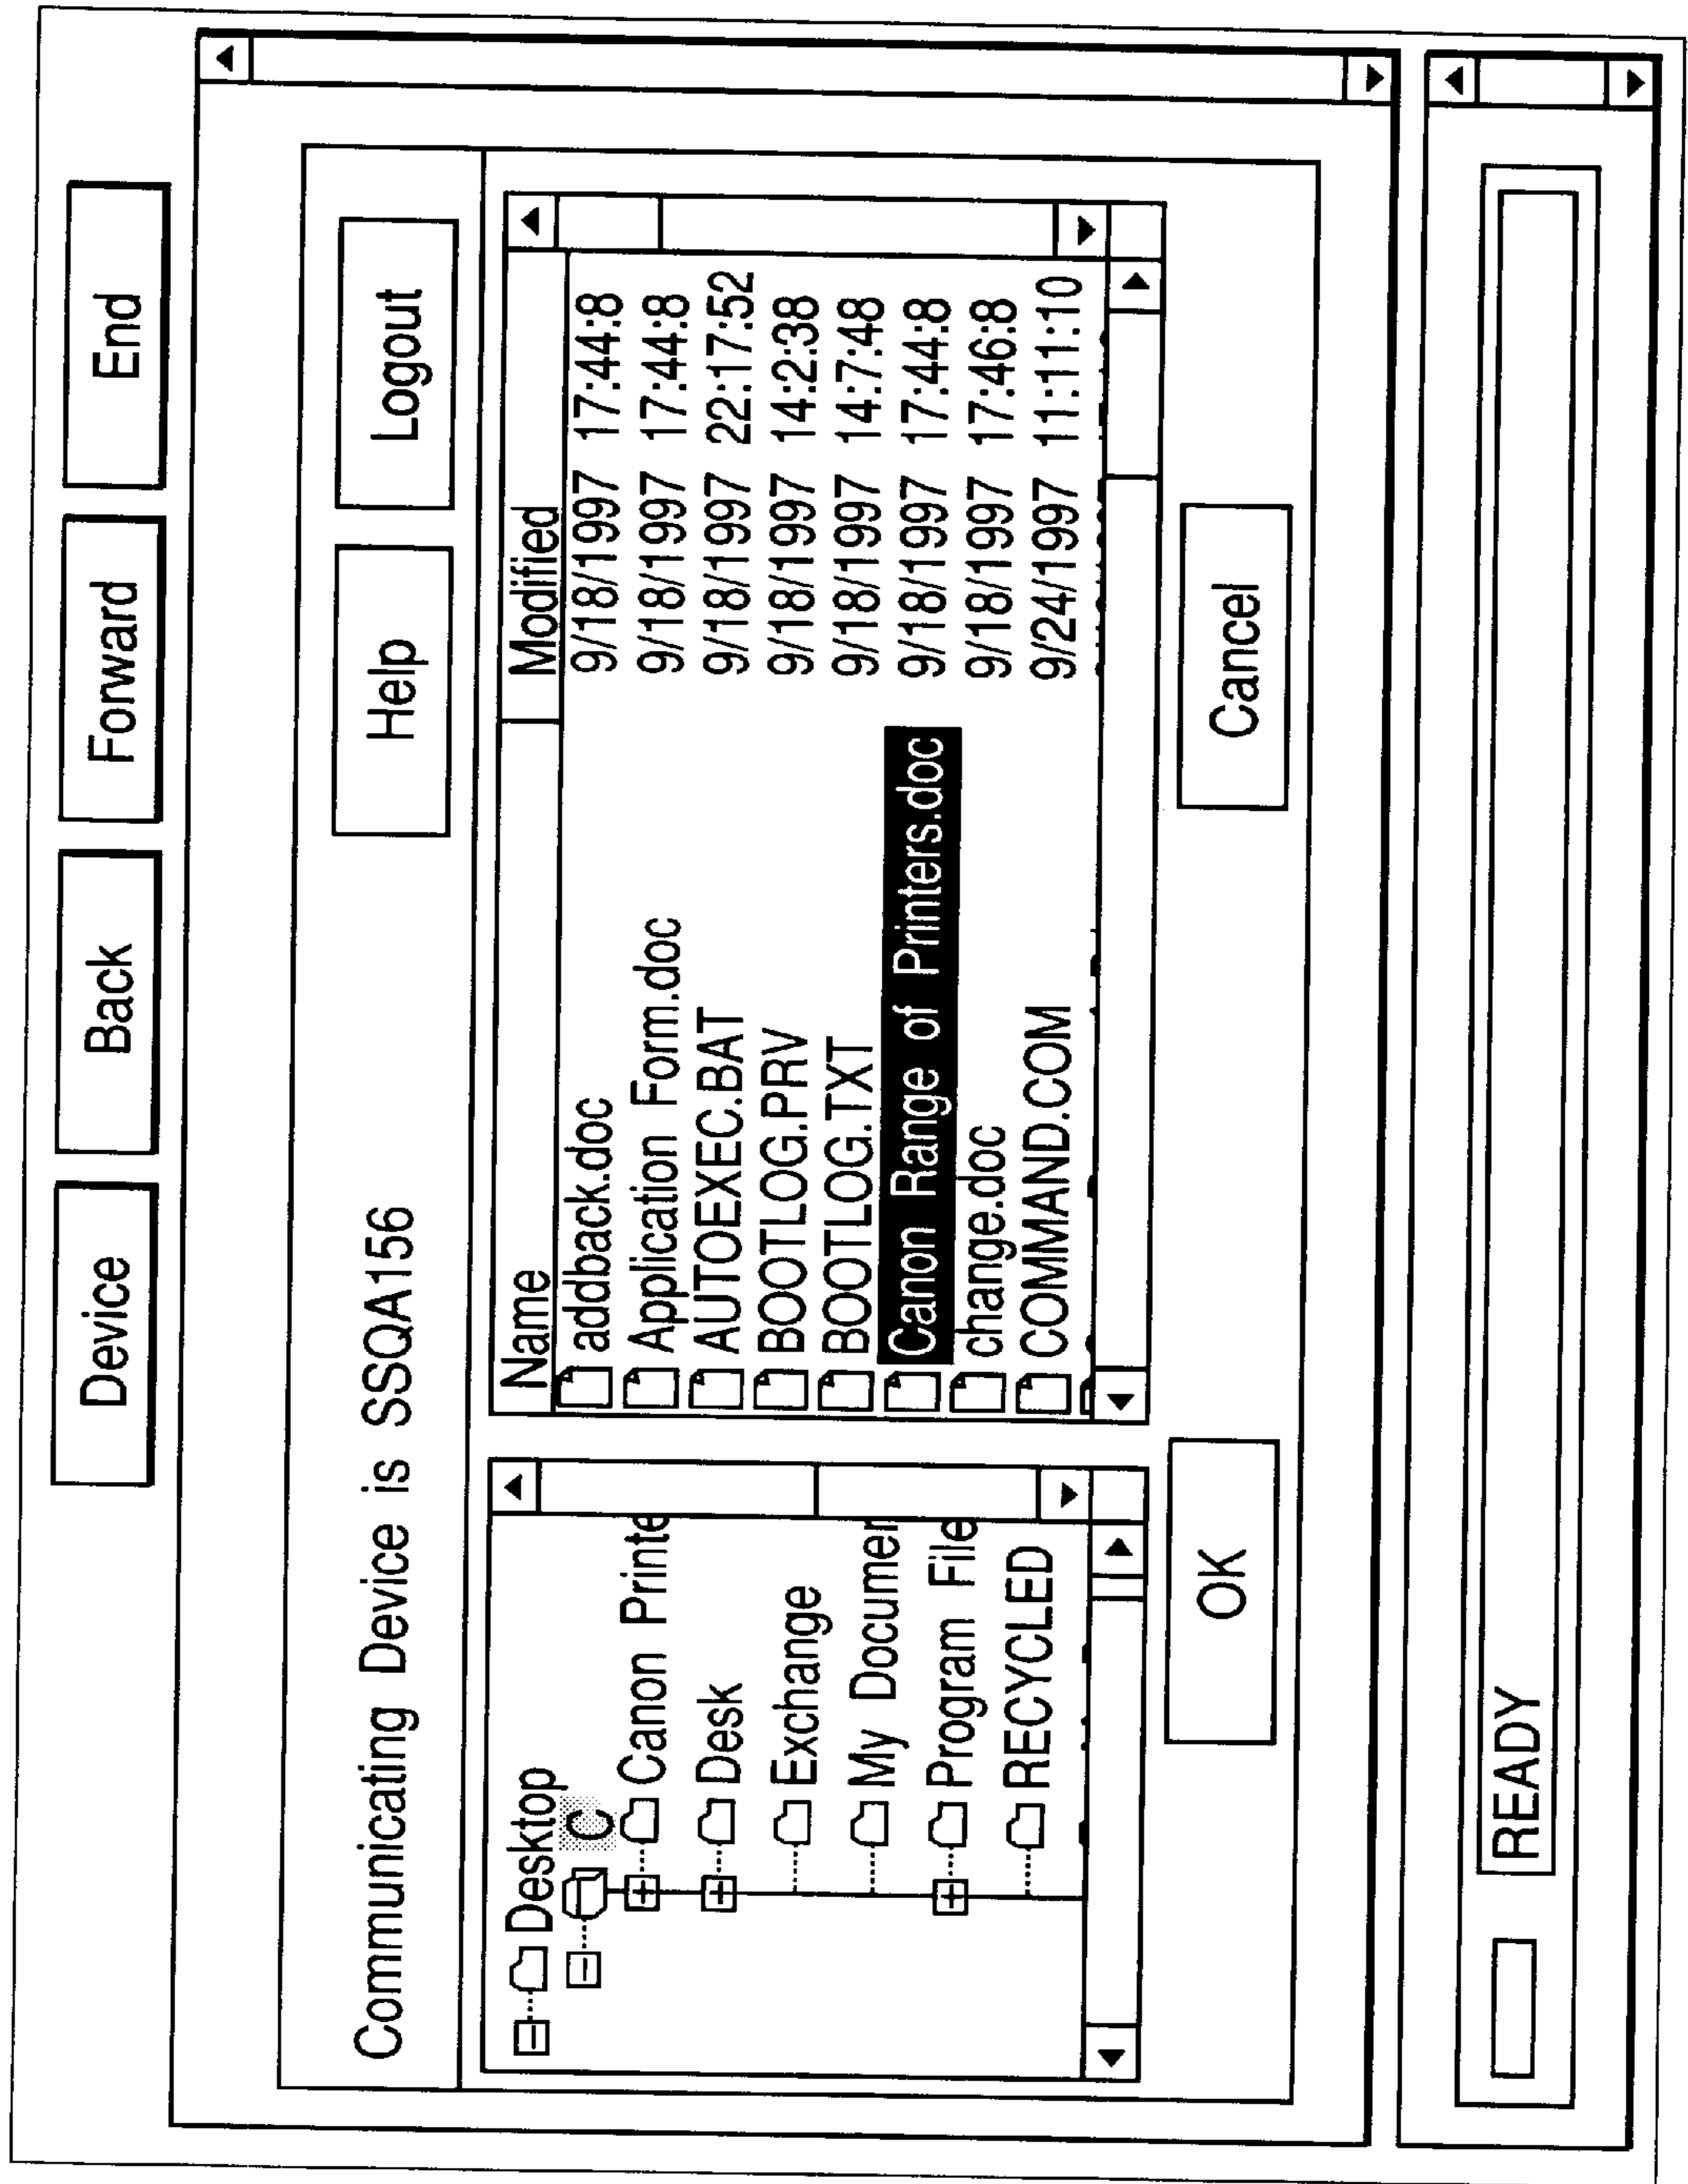 Device Back Forward End
Communicating Device is SSQA156 Help Logout
Desktop
C
Canon Printe
Desk
Exchange
My Documen
Program File
RECYCLED
Name Modified
addback.doc 9/18/1997 17:44:8
Application Form.doc 9/18/1997 17:44:8
AUTOEXEC.BAT 9/18/1997 22:17:52
BOOTLOG.PRV 9/18/1997 14:2:38
BOOTLOG.TXT 9/18/1997 14:7:48
Canon Range of Printers.doc 9/18/1997 17:44:8
change.doc 9/18/1997 17:46:8
COMMAND.COM 9/24/1997 11:11:10
OK Cancel
READY